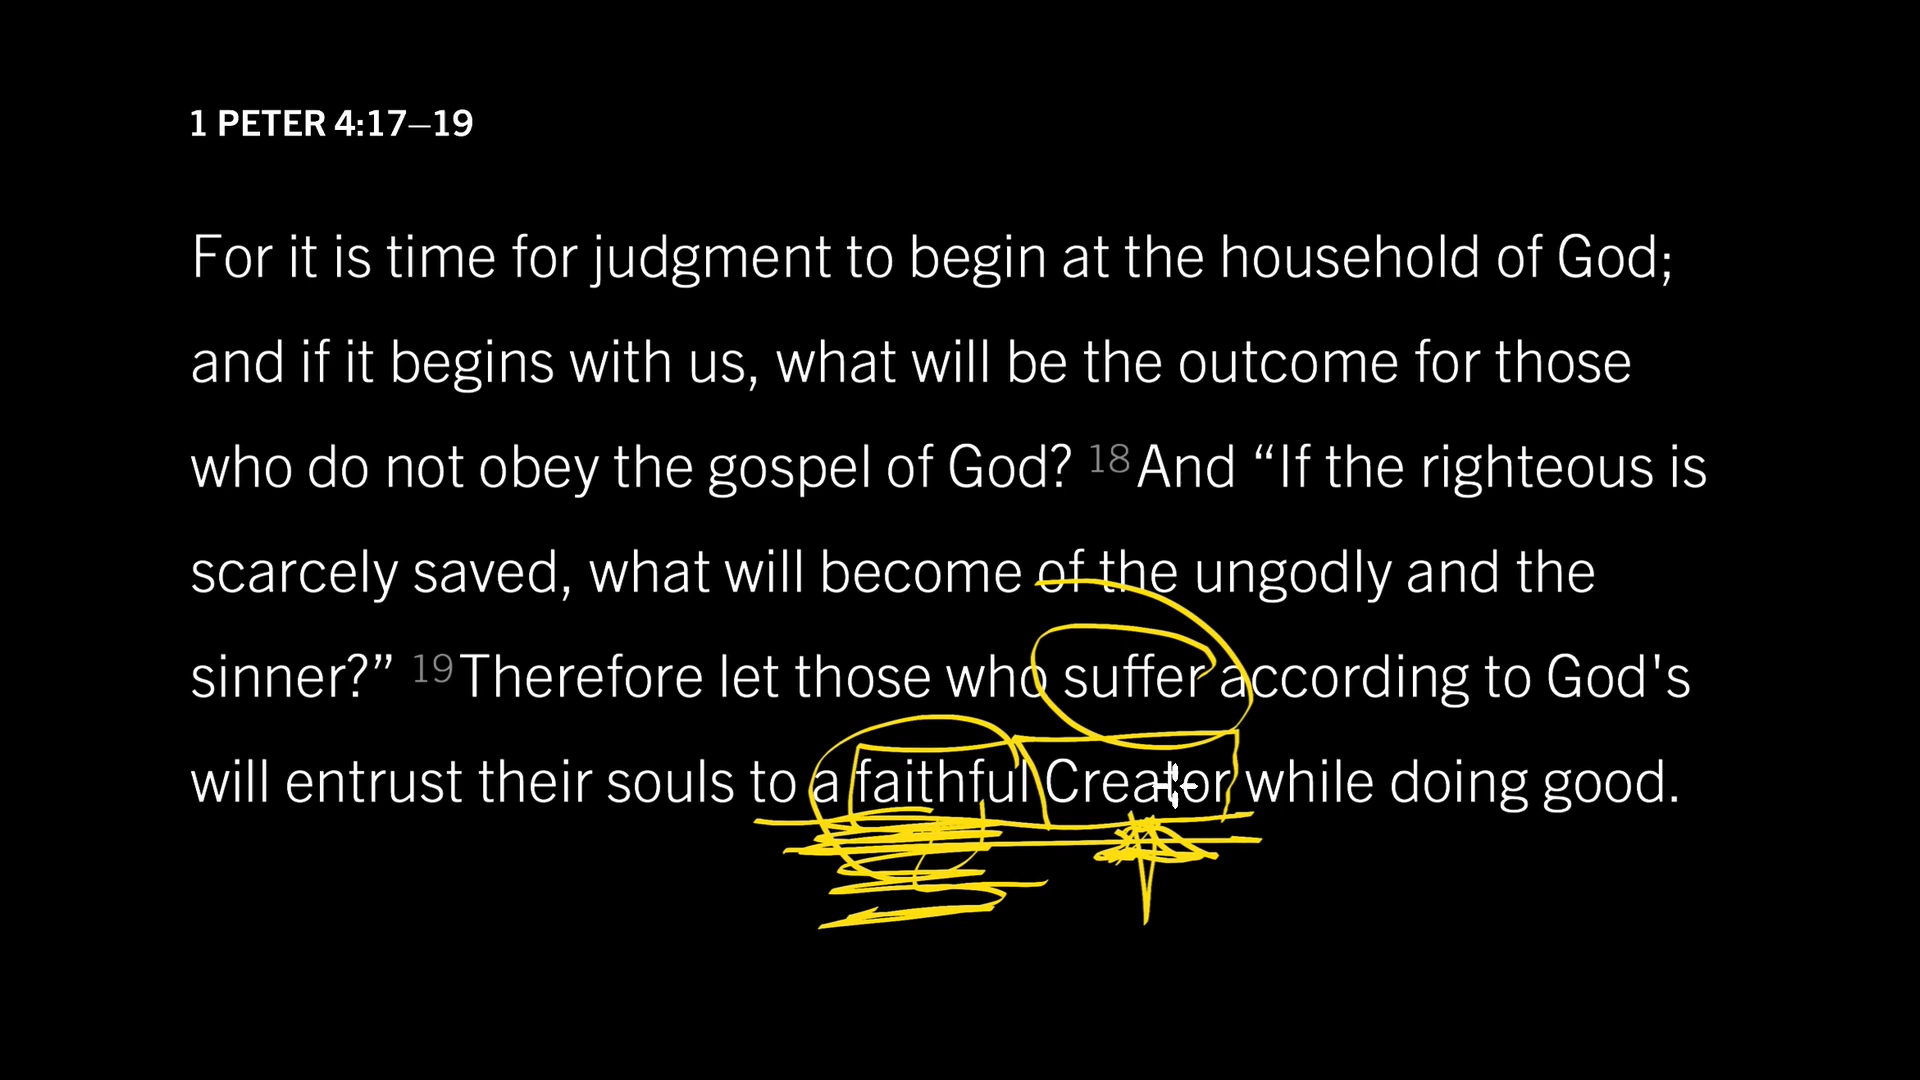 1 PETER 4:17–19
For it is time for judgment to begin at the household of God;
and if it begins with us, what will be the outcome for those
who do not obey the gospel of God? 18 And “If the righteous is
scarcely saved, what will become of the ungodly and the
sinner?” 19 Therefore let those who suffer according to God's
will entrust their souls to a faithful Creator while doing good.